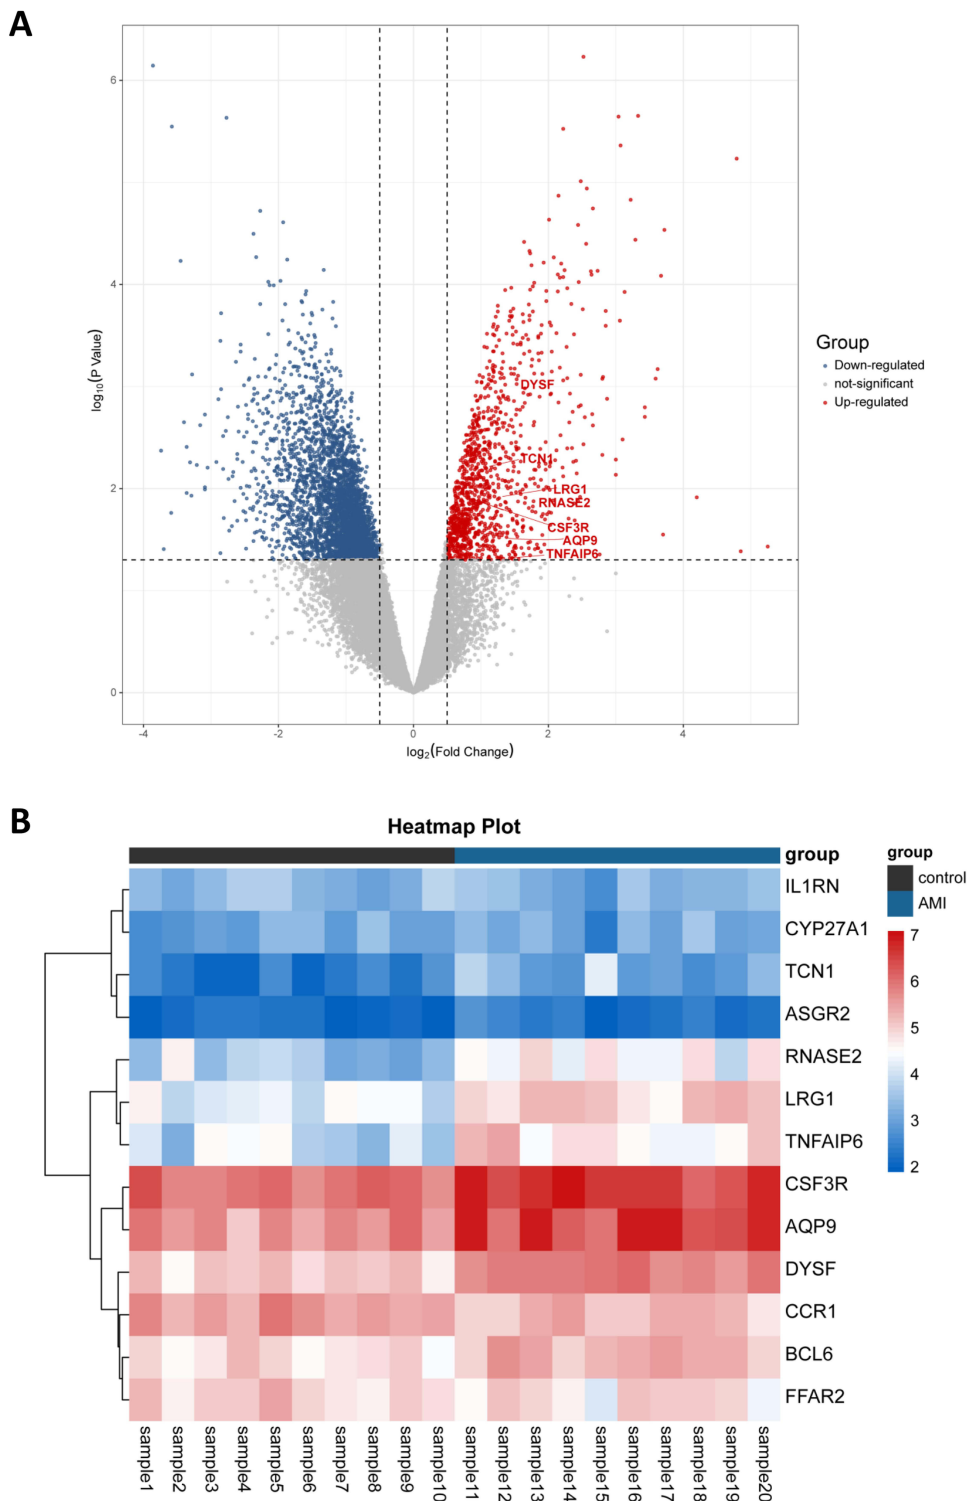 A
6
4
2
0
log10(P Value)
-4
-2
0
2
4
log2(Fold Change)
DYSF
TCN1
LRG1
RNASE2
CSF3R
AQP9
TNFAIP6
Group
Down-regulated
not-significant
Up-regulated
B
Heatmap Plot
group
IL1RN
CYP27A1
TCN1
ASGR2
RNASE2
LRG1
TNFAIP6
CSF3R
AQP9
DYSF
CCR1
BCL6
FFAR2
group
control
AMI
7
6
5
4
3
2
sample1
sample2
sample3
sample4
sample5
sample6
sample7
sample8
sample9
sample10
sample11
sample12
sample13
sample14
sample15
sample16
sample17
sample18
sample19
sample20